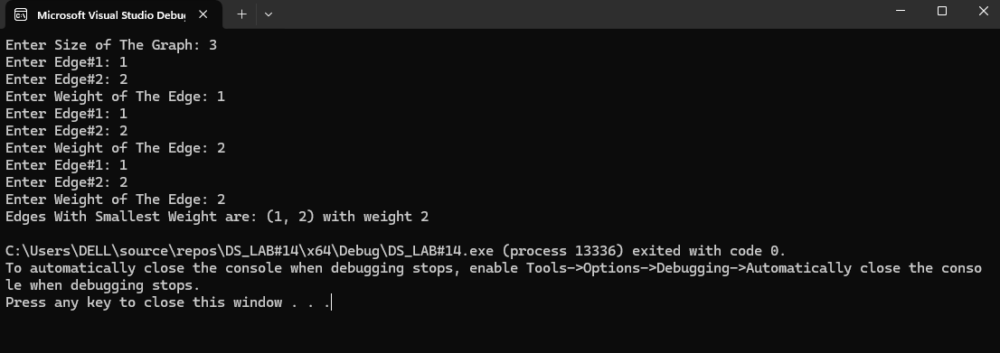 Microsoft Visual Studio Debu
Enter Size of The Graph: 3
Enter Edge#1: 1
Enter Edge#2: 2
Enter Weight of The Edge: 1
Enter Edge#1: 1
Enter Edge#2: 2
Enter Weight of The Edge: 2
Enter Edge#1: 1
Enter Edge#2: 2
Enter Weight of The Edge: 2
Edges With Smallest Weight are: (1, 2) with weight 2
C:\Users\DELL\source\repos\DS_LAB#14\x64\Debug\DS_LAB#14.exe (process 13336) exited with code 0.
To automatically close the console when debugging stops, enable Tools->Options->Debugging->Automatically close the conso
le when debugging stops.
Press any key to close this window . . .